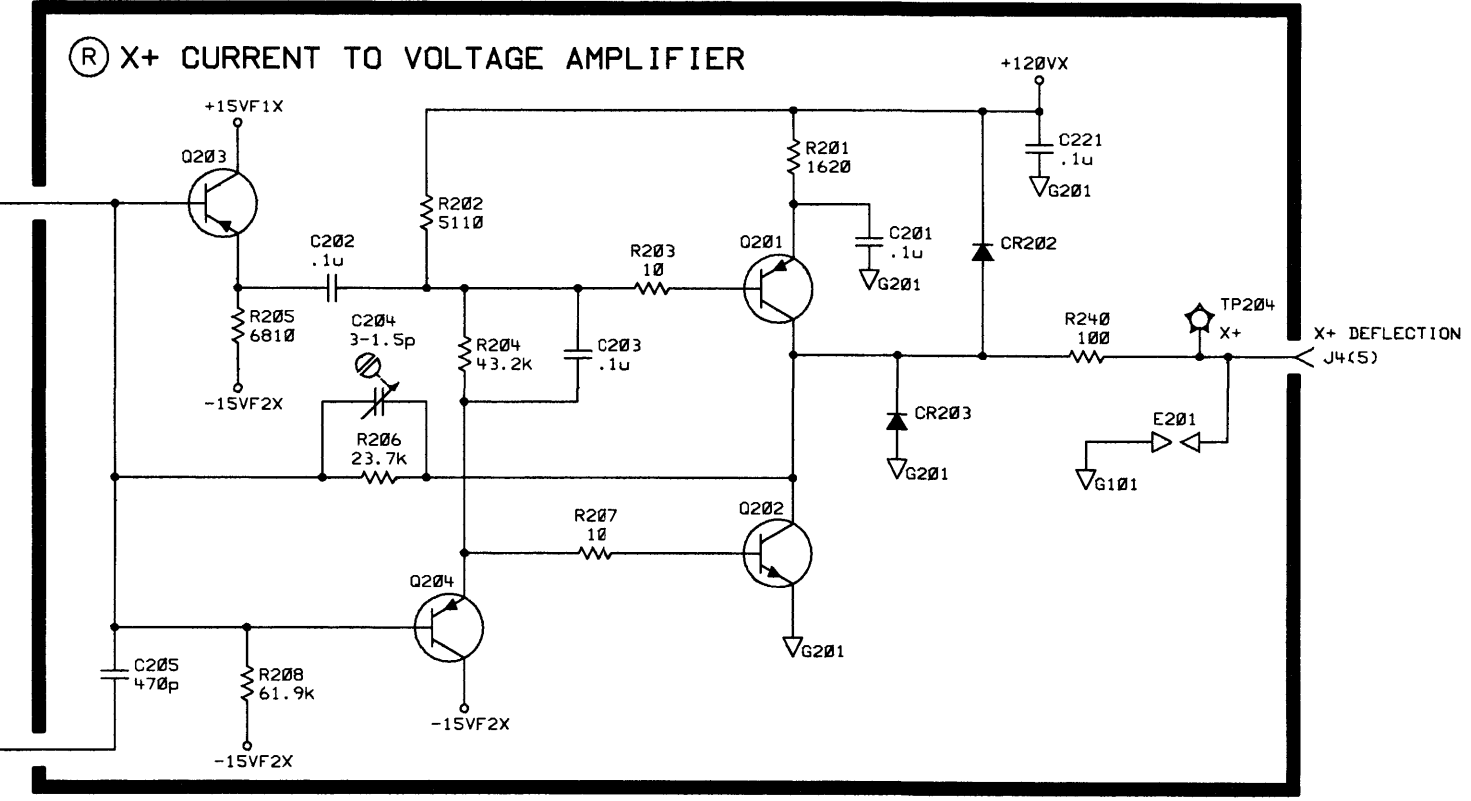 R X+ CURRENT TO VOLTAGE AMPLIFIER
+15VF1X
Q203
C202
.1u
R205
6810
-15VF2X
C204
3-1.5p
R206
23.7k
R202
5110
R204
43.2k
C203
.1u
R203
10
Q201
R201
1620
C201
.1u
G201
+120VX
C221
.1u
G201
CR202
CR203
G201
R240
100
TP204
X+
X+ DEFLECTION
J4(5)
E201
G101
R207
10
Q202
G201
Q204
-15VF2X
C205
470p
R208
61.9k
-15VF2X